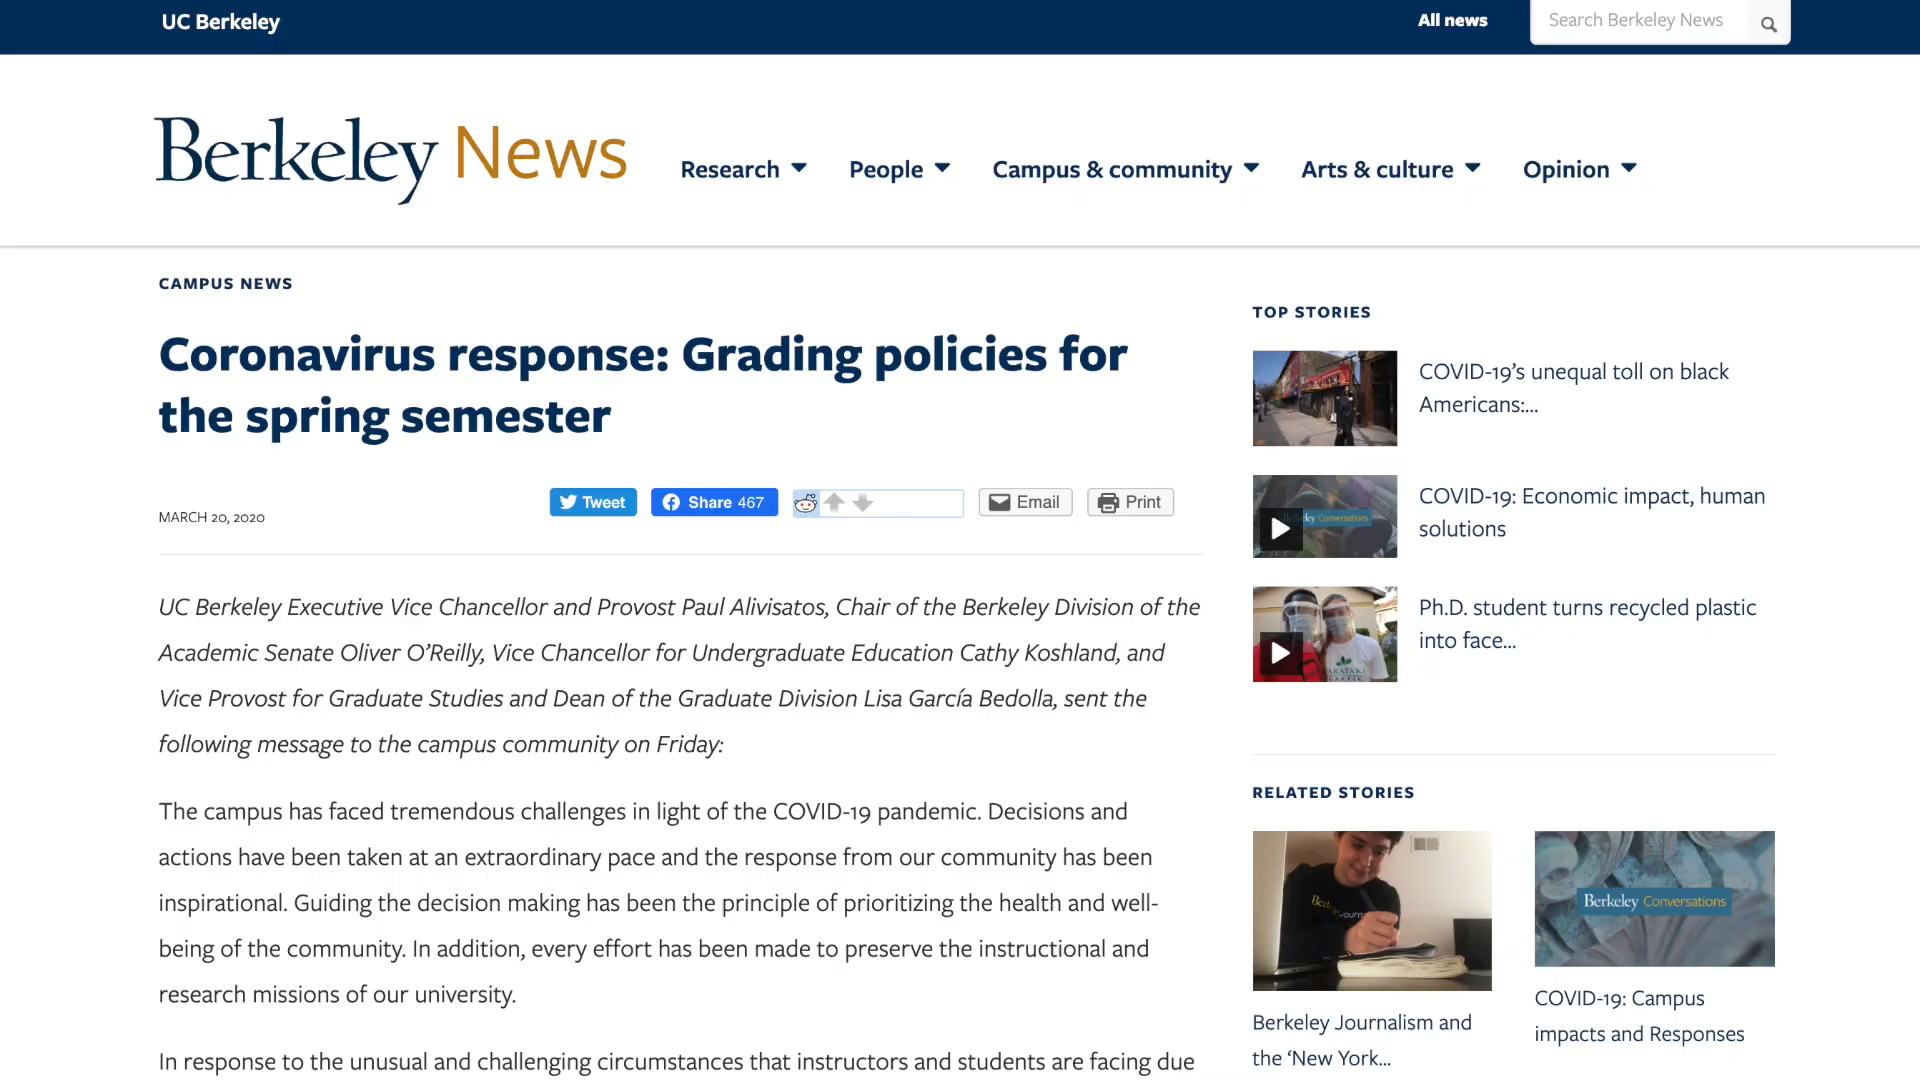 UC Berkeley
All news
Search Berkeley News
Berkeley News
Research
People
Campus & community
Arts & culture
Opinion
CAMPUS NEWS
Coronavirus response: Grading policies for
the spring semester
MARCH 20, 2020
Tweet
Share 467
Email
Print
UC Berkeley Executive Vice Chancellor and Provost Paul Alivisatos, Chair of the Berkeley Division of the
Academic Senate Oliver O’Reilly, Vice Chancellor for Undergraduate Education Cathy Koshland, and
Vice Provost for Graduate Studies and Dean of the Graduate Division Lisa García Bedolla, sent the
following message to the campus community on Friday:
The campus has faced tremendous challenges in light of the COVID-19 pandemic. Decisions and
actions have been taken at an extraordinary pace and the response from our community has been
inspirational. Guiding the decision making has been the principle of prioritizing the health and well-
being of the community. In addition, every effort has been made to preserve the instructional and
research missions of our university.
In response to the unusual and challenging circumstances that instructors and students are facing due
TOP STORIES
COVID-19’s unequal toll on black
Americans:...
Conversations
COVID-19: Economic impact, human
solutions
Ph.D. student turns recycled plastic
into face...
RELATED STORIES
Berkeley Journalism and
the ‘New York...
Berkeley Conversations
COVID-19: Campus
impacts and Responses